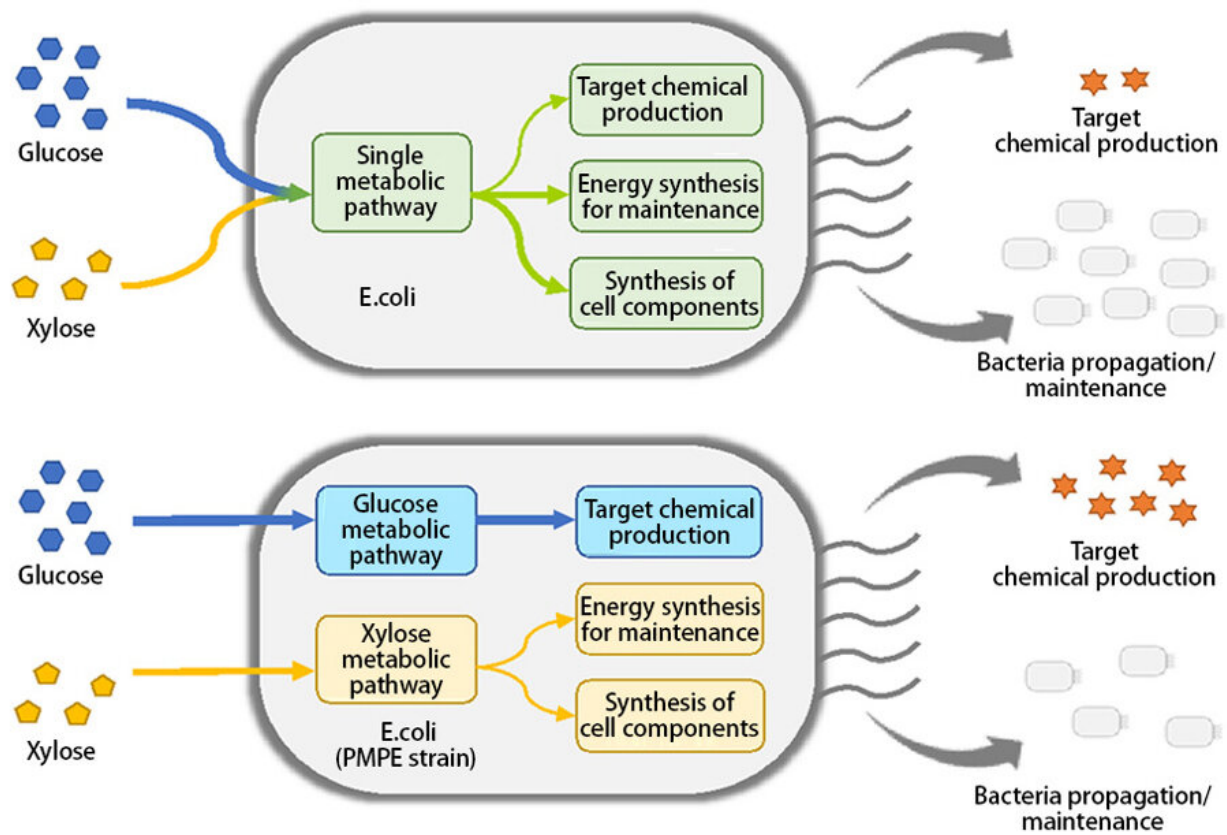 Glucose
Xylose
Single
metabolic
pathway
E.coli
Target chemical
production
Energy synthesis
for maintenance
Synthesis of
cell components
Target
chemical production
Bacteria propagation/
maintenance
Glucose
Xylose
Glucose
metabolic
pathway
Target chemical
production
Xylose
metabolic
pathway
Energy synthesis
for maintenance
Synthesis of
cell components
E.coli
(PMPE strain)
Target
chemical production
Bacteria propagation/
maintenance